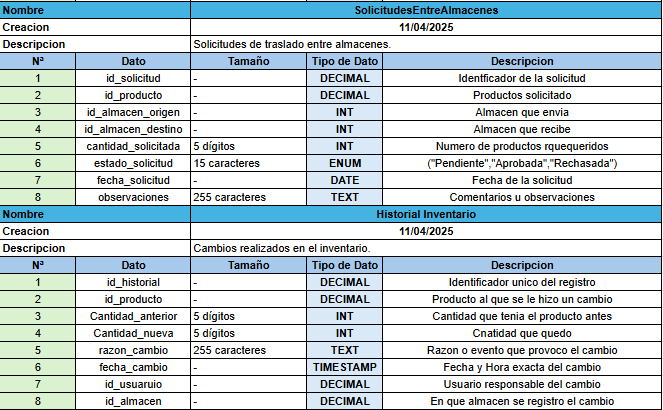 Nombre SolicitudesEntreAlmacenes
Creacion 11/04/2025
Descripcion Solicitudes de traslado entre almacenes.
Nª Dato Tamaño Tipo de Dato Descripcion
1 id_solicitud - DECIMAL Identficador de la solicitud
2 id_producto - DECIMAL Productos solicitado
3 id_almacen_origen - INT Almacen que envia
4 id_almacen_destino - INT Almacen que recibe
5 cantidad_solicitada 5 dígitos INT Numero de productos rquequeridos
6 estado_solicitud 15 caracteres ENUM ("Pendiente","Aprobada","Rechasada")
7 fecha_solicitud - DATE Fecha de la solicitud
8 observaciones 255 caracteres TEXT Comentarios u observaciones
Nombre Historial Inventario
Creacion 11/04/2025
Descripcion Cambios realizados en el inventario.
Nª Dato Tamaño Tipo de Dato Descripcion
1 id_historial - DECIMAL Identificador unico del registro
2 id_producto - DECIMAL Producto al que se le hizo un cambio
3 Cantidad_anterior 5 dígitos INT Cantidad que tenia el producto antes
4 Cantidad_nueva 5 dígitos INT Cnatidad que quedo
5 razon_cambio 255 caracteres TEXT Razon o evento que provoco el cambio
6 fecha_cambio - TIMESTAMP Fecha y Hora exacta del cambio
7 id_usuaruio - DECIMAL Usuario responsable del cambio
8 id_almacen - DECIMAL En que almacen se registro el cambio